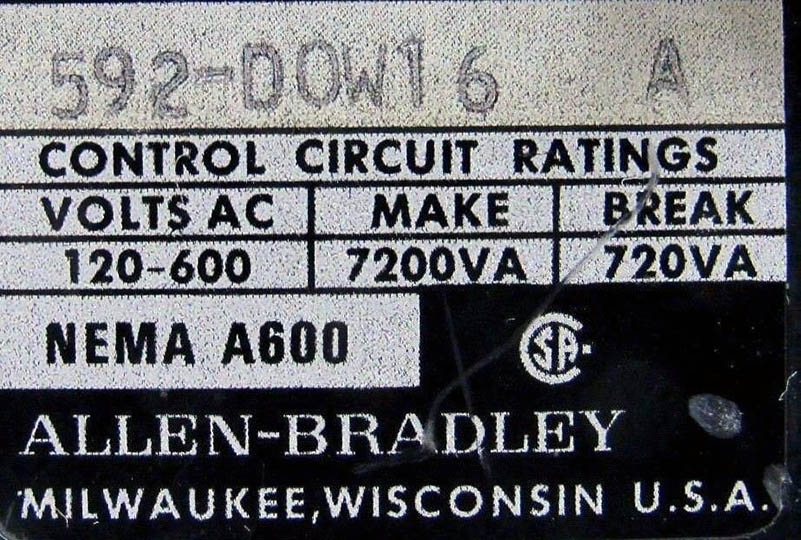 592-DOW16 A
CONTROL CIRCUIT RATINGS
VOLTS AC MAKE BREAK
120-600 7200VA 720VA
NEMA A600
SA
ALLEN-BRADLEY
MILWAUKEE, WISCONSIN U.S.A.